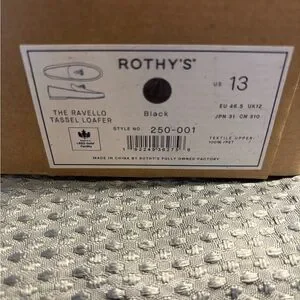 ROTHY'S®
US 13
Black
EU 46.5 UK12
JPN 31 CN 310
THE RAVELLO
TASSEL LOAFER
STYLE NO. 250-001
TEXTILE UPPER:
100% rPET
MADE IN CHINA BY ROTHY'S FULLY OWNED FACTORY